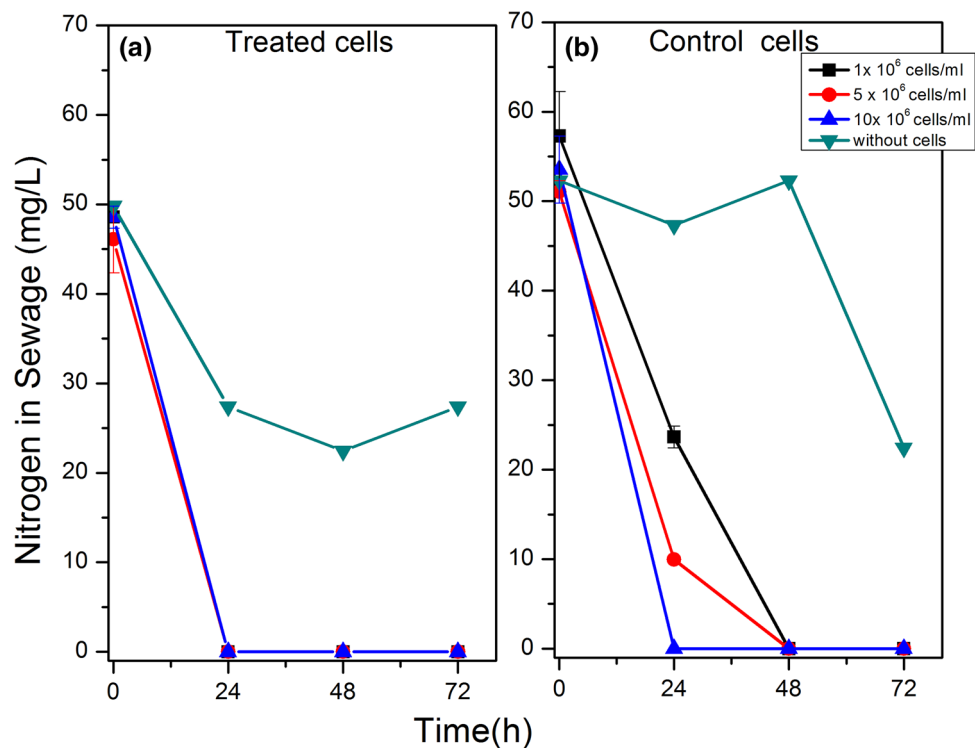 (a) Treated cells
(b) Control cells
1x 10⁶ cells/ml
5 x 10⁶ cells/ml
10x 10⁶ cells/ml
without cells
Nitrogen in Sewage (mg/L)
70
60
50
40
30
20
10
0
70
60
50
40
30
20
10
0
0 24 48 72
0 24 48 72
Time(h)